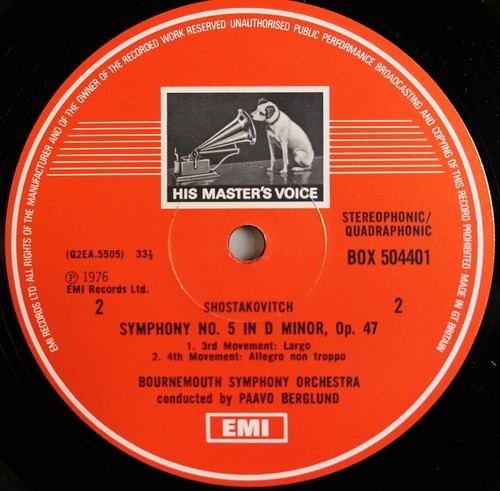 EMI RECORDS LTD·ALL RIGHTS OF THE MANUFACTURER AND OF THE OWNER OF THE RECORDED WORK RESERVED·UNAUTHORISED PUBLIC PERFORMANCE BROADCASTING AND COPYING OF THIS RECORD PROHIBITED·MADE IN GT BRITAIN
HIS MASTER'S VOICE
STEREOPHONIC/
QUADRAPHONIC
(Q2EA.5505) 33⅓
BOX 504401
Ⓟ 1976
EMI Records Ltd.
2 SHOSTAKOVITCH 2
SYMPHONY NO. 5 IN D MINOR, Op. 47
1. 3rd Movement: Largo
2. 4th Movement: Allegro non troppo
BOURNEMOUTH SYMPHONY ORCHESTRA
conducted by PAAVO BERGLUND
EMI